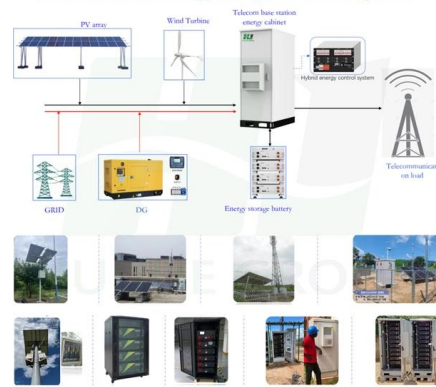 PV array
Wind Turbine
Telecom base station
energy cabinet
Hybrid energy control system
Telecommunicati
on load
GRID
DG
Energy storage battery